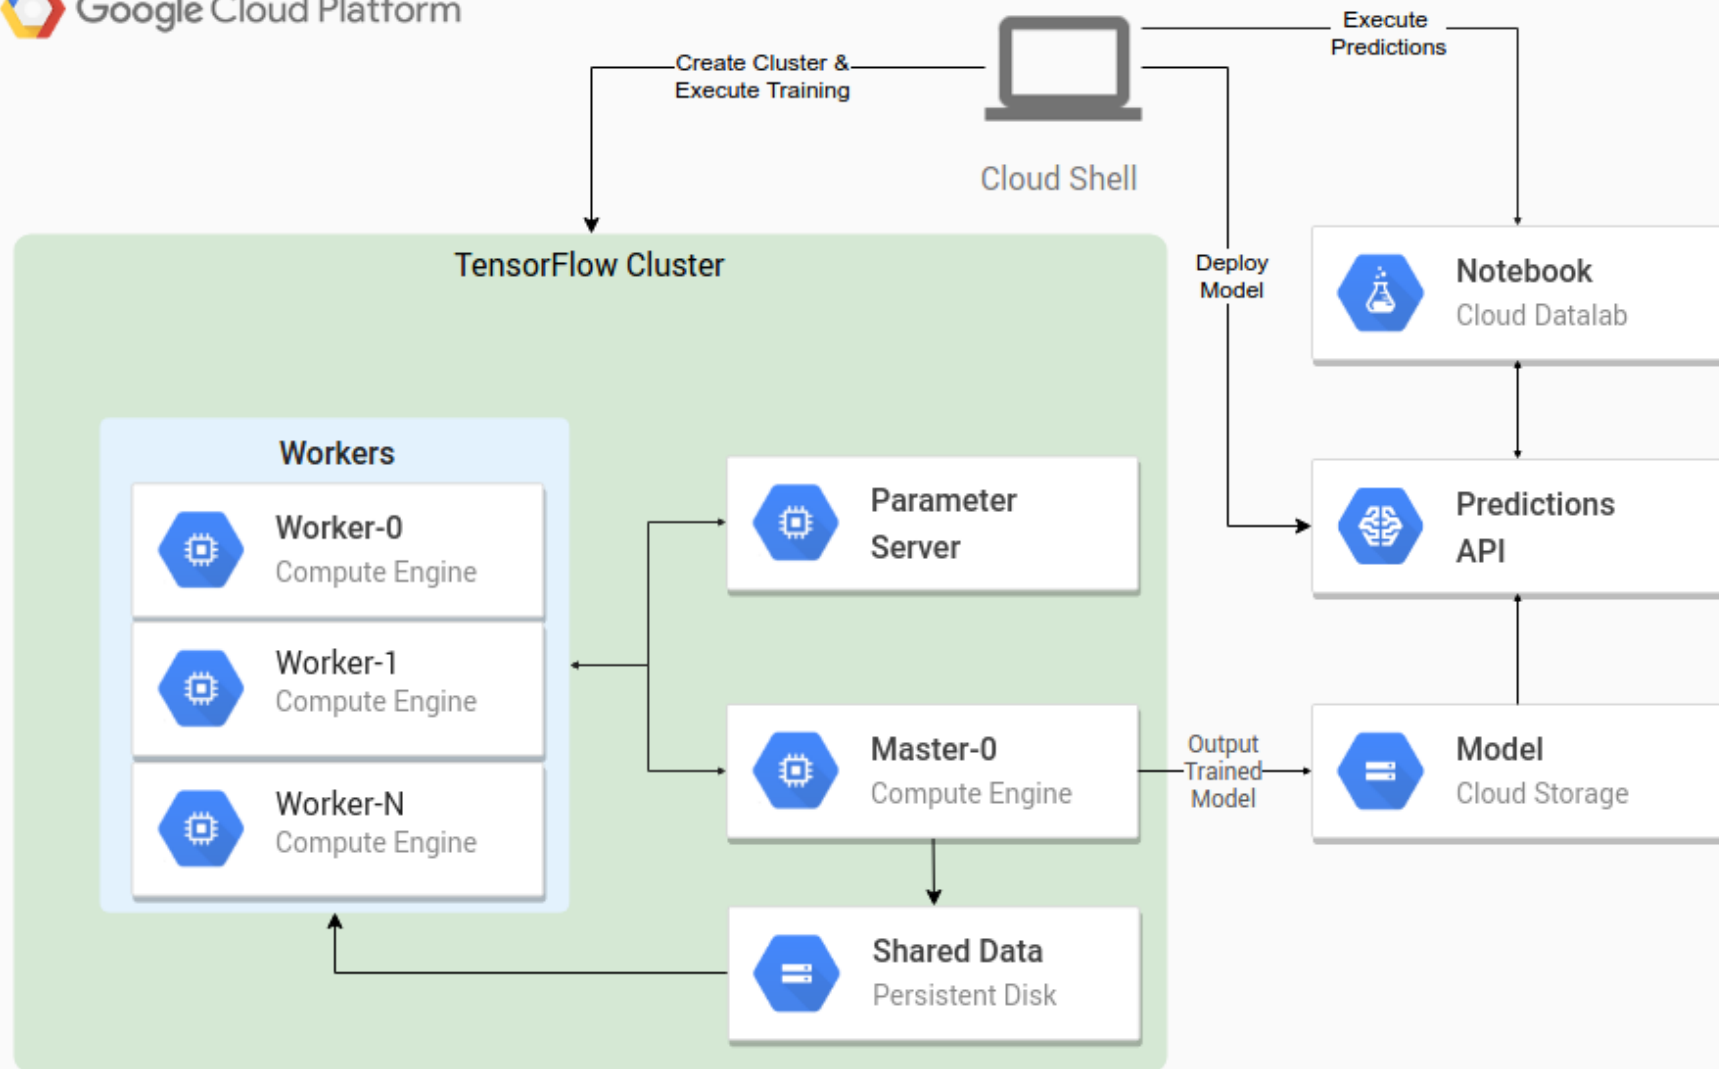 Google Cloud Platform
Execute
Predictions
Create Cluster &
Execute Training
Cloud Shell
TensorFlow Cluster
Deploy
Model
Notebook
Cloud Datalab
Workers
Worker-0
Compute Engine
Worker-1
Compute Engine
Worker-N
Compute Engine
Parameter
Server
Predictions
API
Master-0
Compute Engine
Output
Trained
Model
Model
Cloud Storage
Shared Data
Persistent Disk